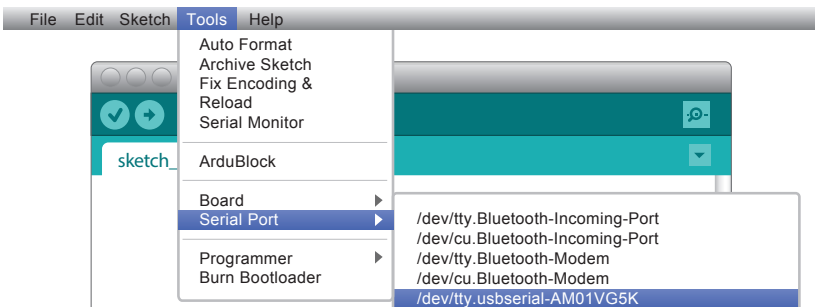 File Edit Sketch Tools Help
Auto Format
Archive Sketch
Fix Encoding &
Reload
Serial Monitor
sketch_
ArduBlock
Board
Serial Port
Programmer
Burn Bootloader
/dev/tty.Bluetooth-Incoming-Port
/dev/cu.Bluetooth-Incoming-Port
/dev/tty.Bluetooth-Modem
/dev/cu.Bluetooth-Modem
/dev/tty.usbserial-AM01VG5K